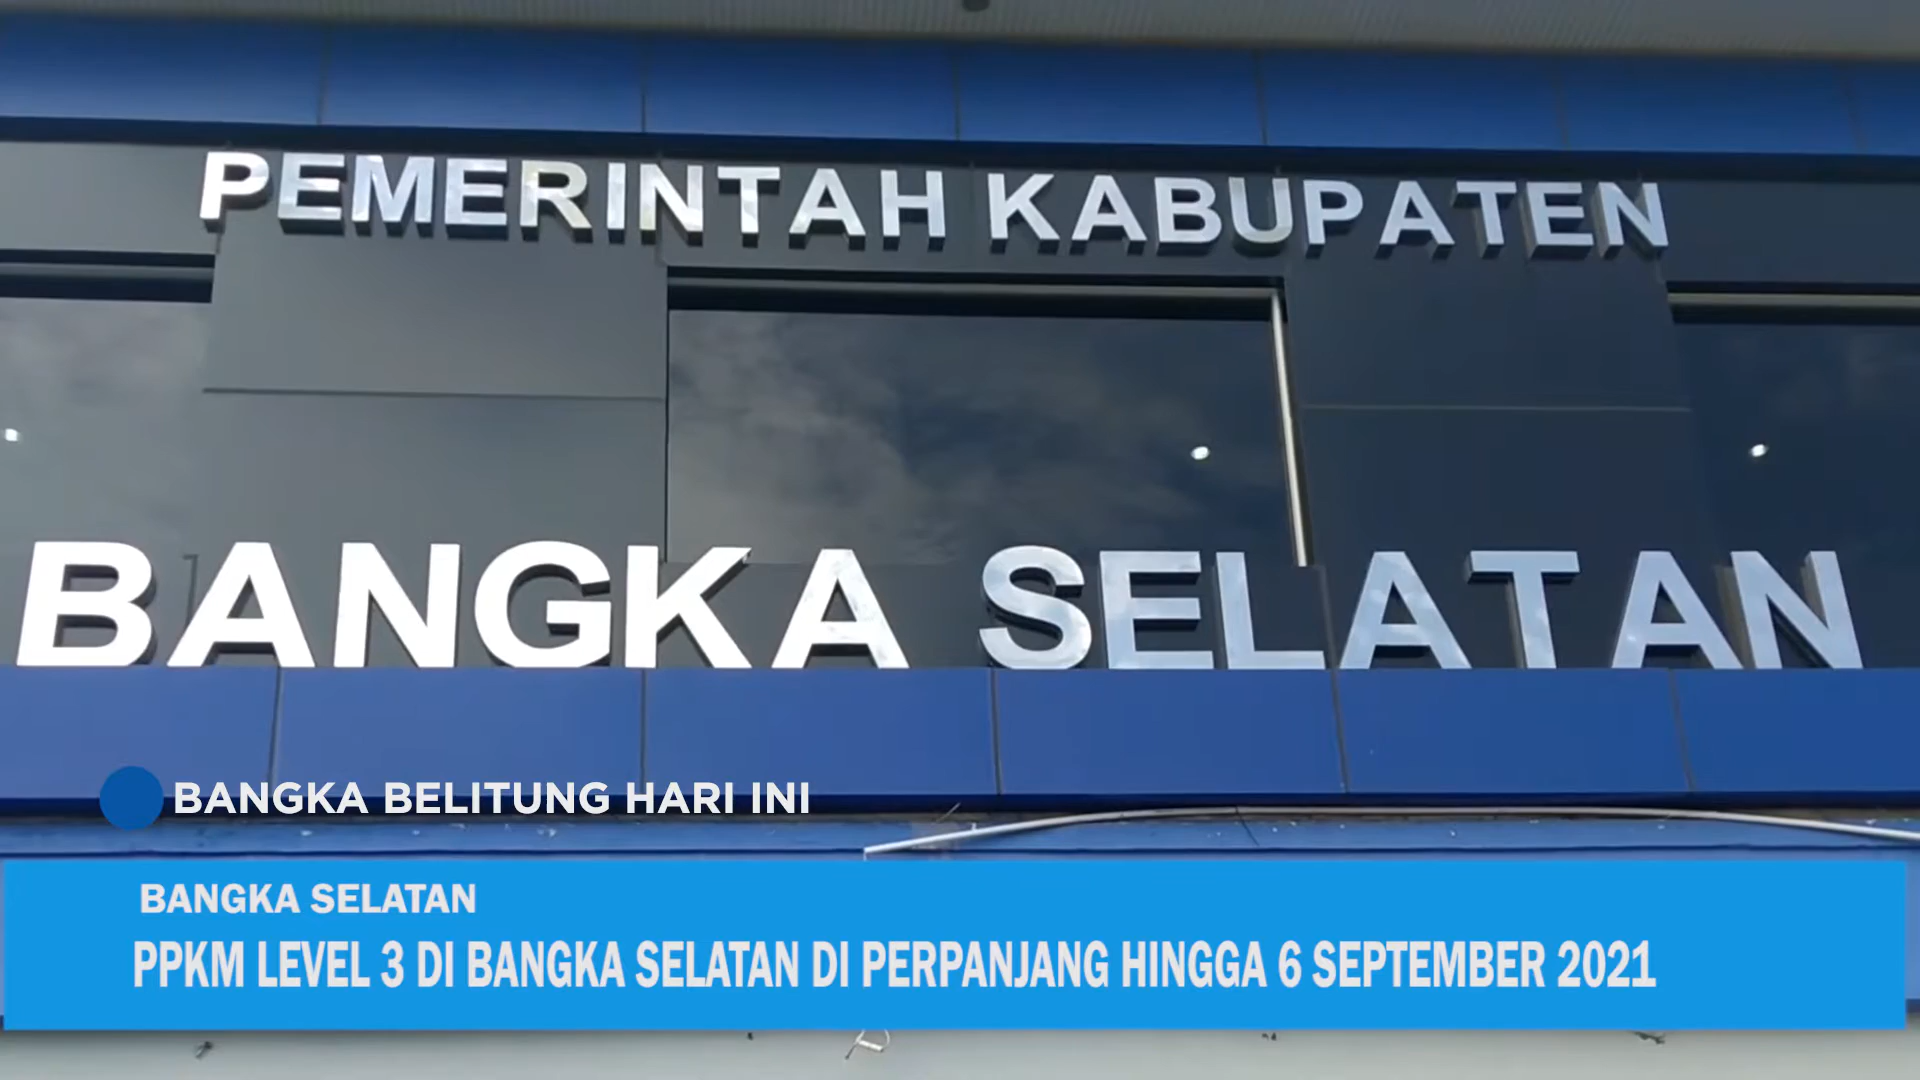 PEMERINTAH KABUPATEN
BANGKA SELATAN
BANGKA BELITUNG HARI INI
BANGKA SELATAN
PPKM LEVEL 3 DI BANGKA SELATAN DI PERPANJANG HINGGA 6 SEPTEMBER 2021